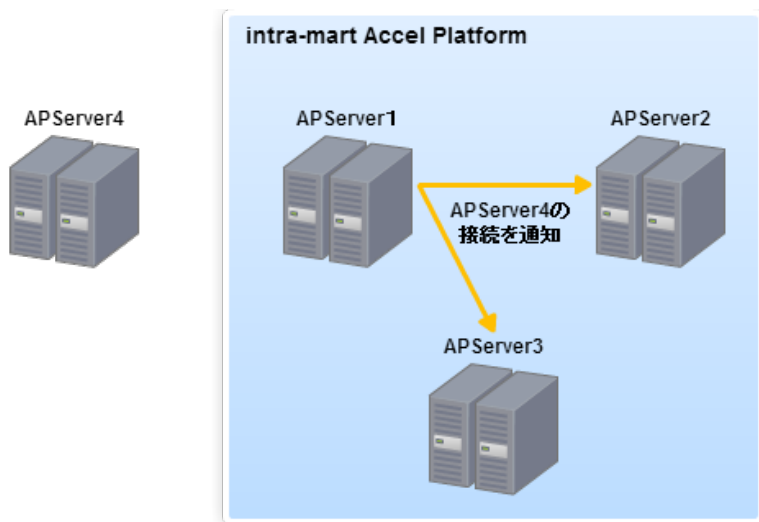 intra-mart Accel Platform
APServer4
APServer1
APServer2
APServer4の
接続を通知
APServer3